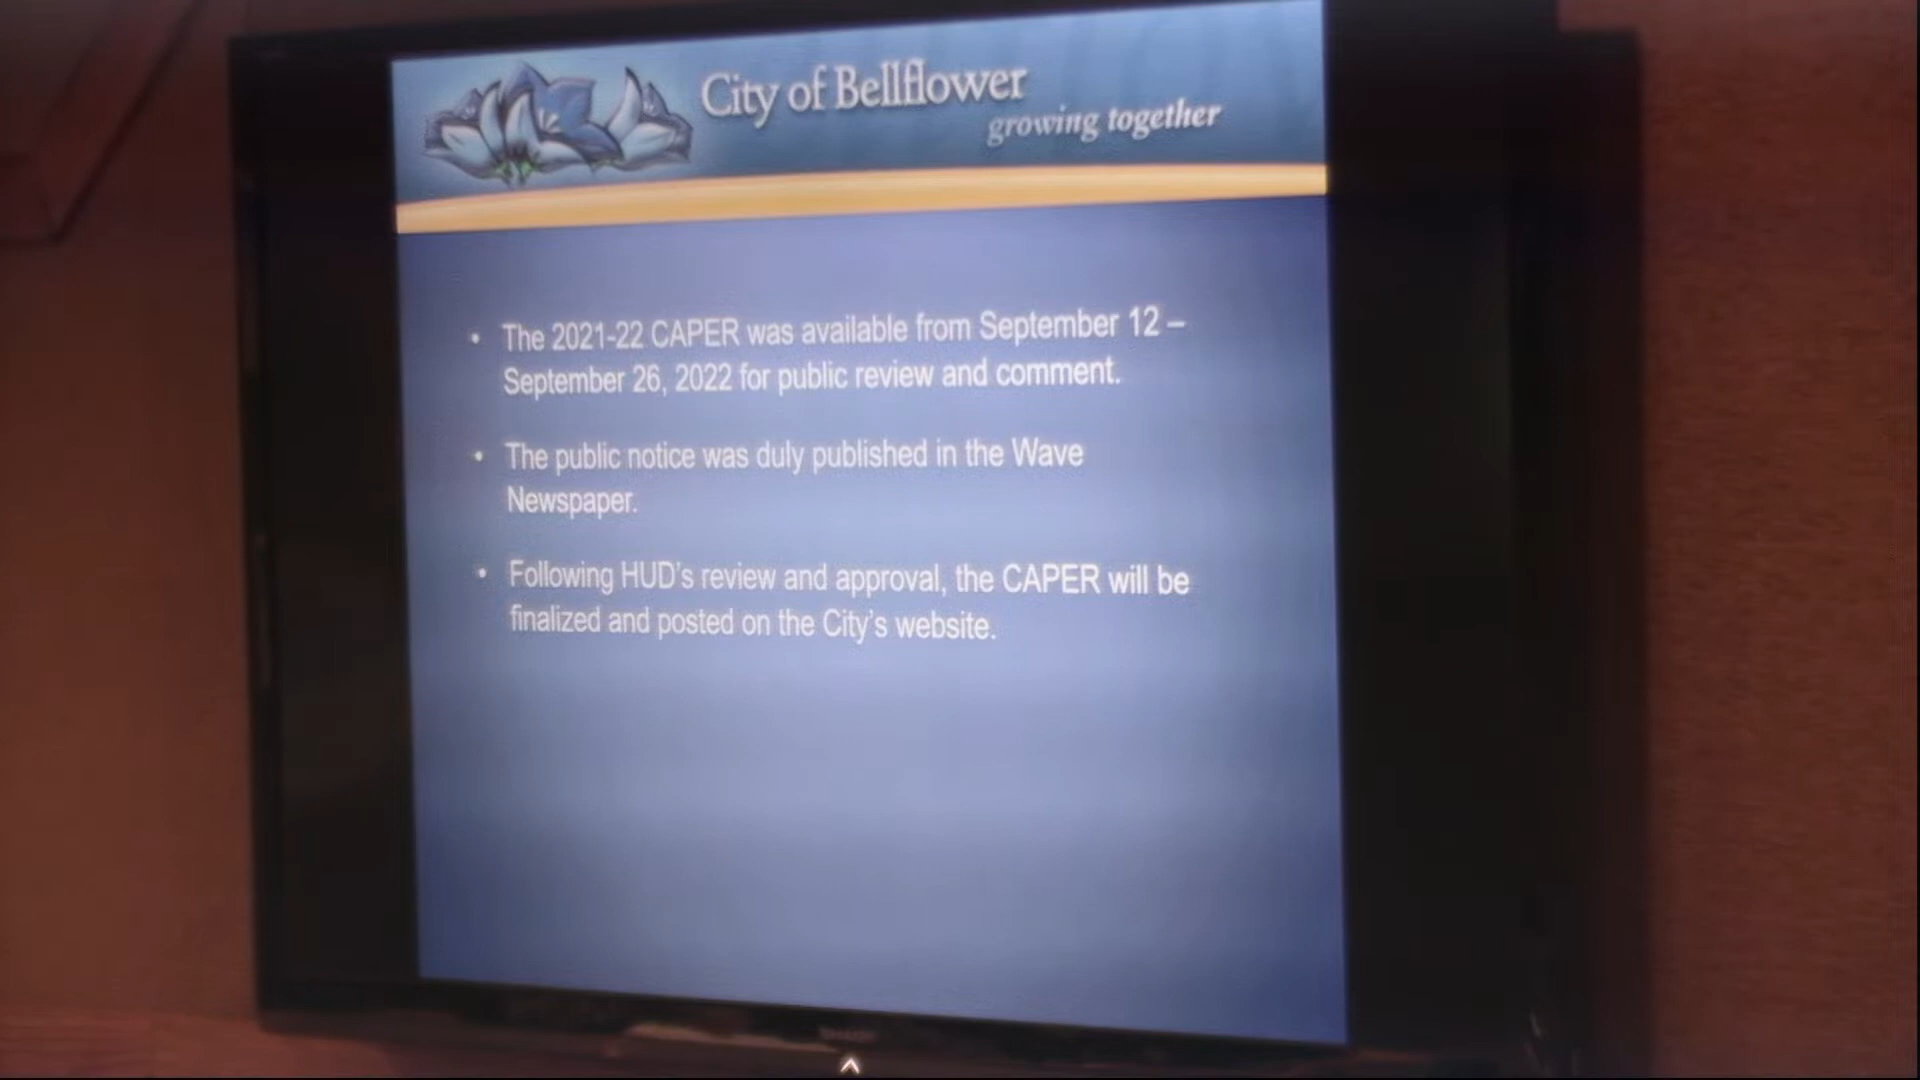 City of Bellflower
growing together
• The 2021-22 CAPER was available from September 12 –
September 26, 2022 for public review and comment.
• The public notice was duly published in the Wave
Newspaper.
• Following HUD's review and approval, the CAPER will be
finalized and posted on the City's website.